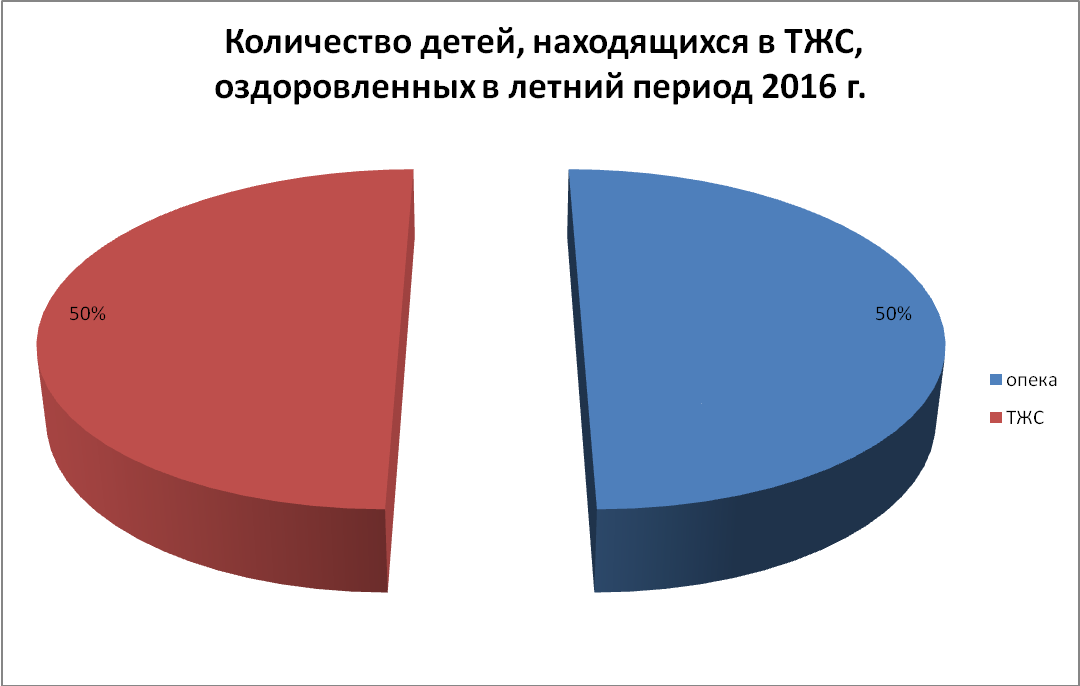 Количество детей, находящихся в ТЖС,
оздоровленных в летний период 2016 г.
50%
50%
опека
ТЖС